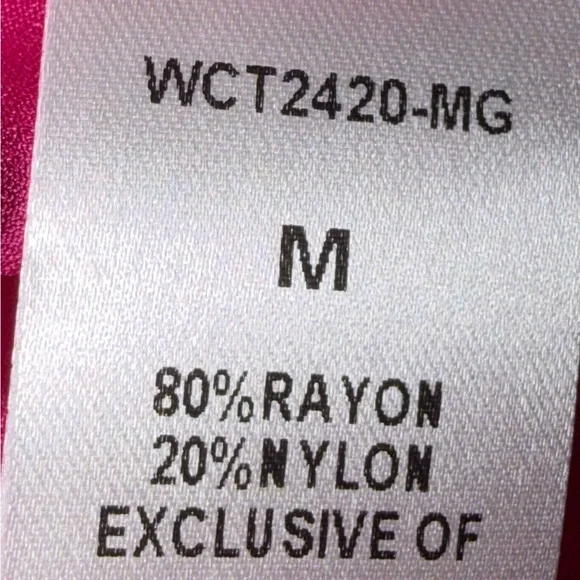 WCT2420-MG
M
80%RAYON
20%NYLON
EXCLUSIVE OF